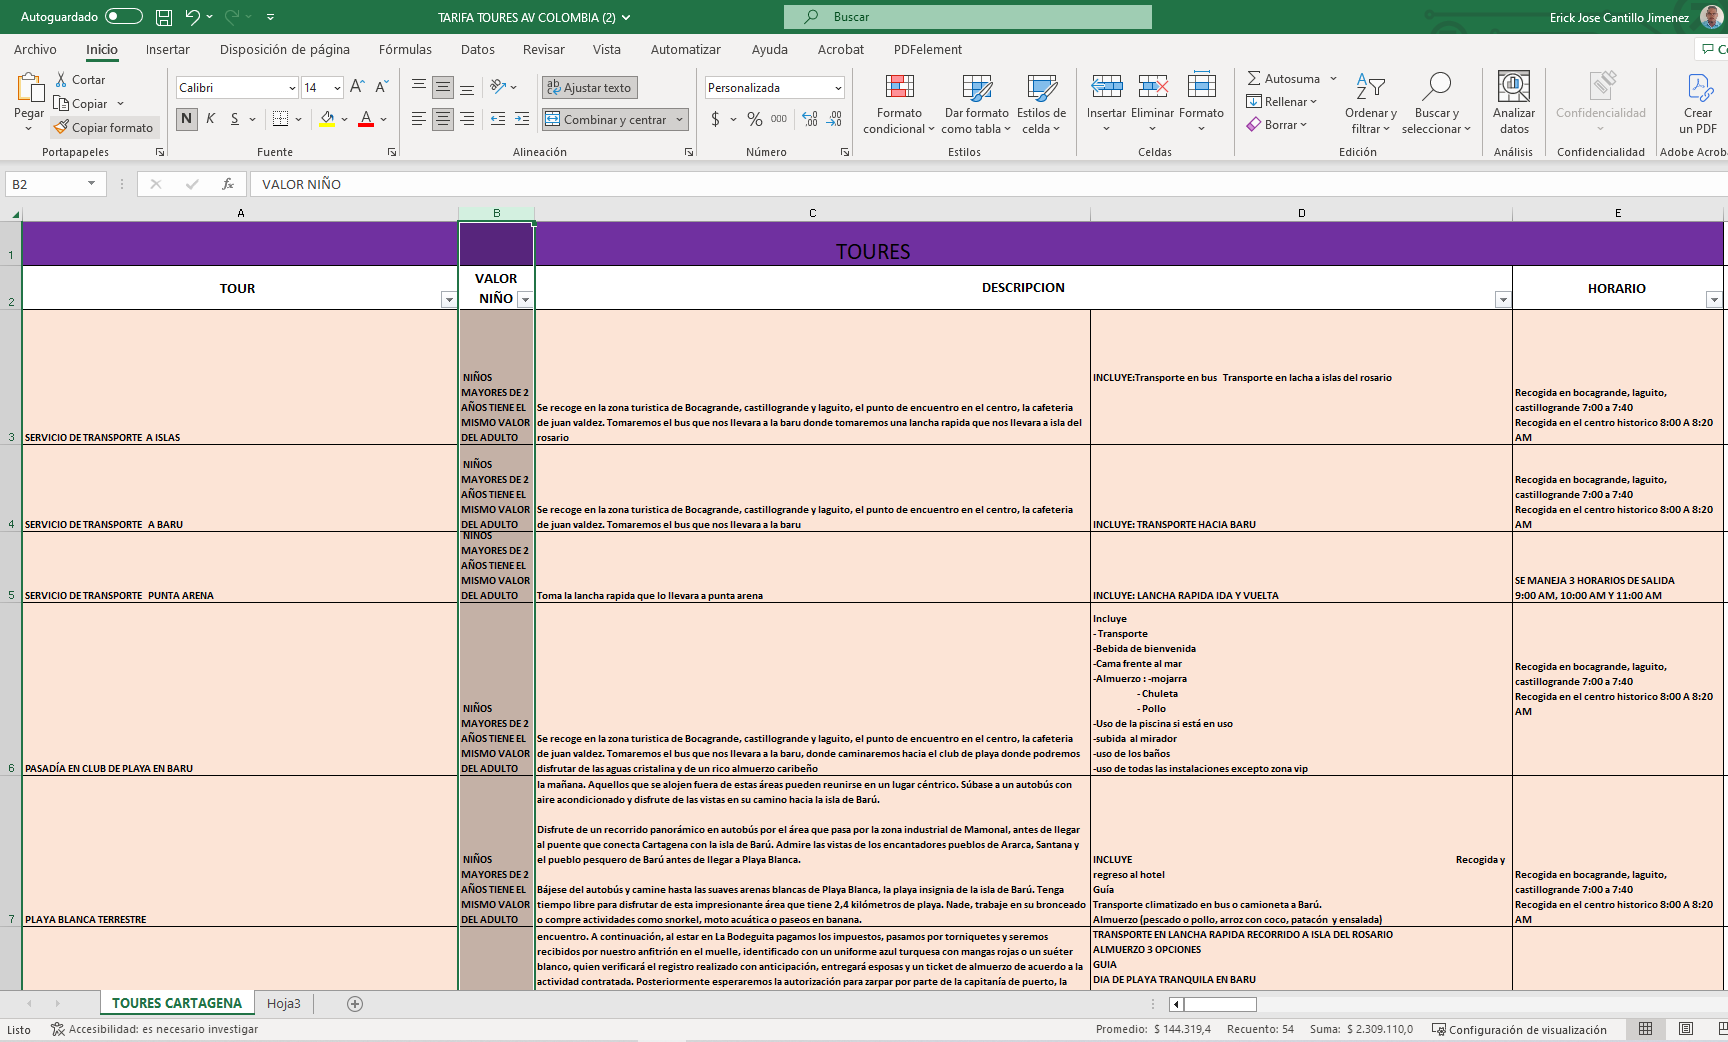 Autoguardado
TARIFA TOURES AV COLOMBIA (2)
Buscar
Erick Jose Cantillo Jimenez
Archivo Inicio Insertar Disposición de página Fórmulas Datos Revisar Vista Automatizar Ayuda Acrobat PDFelement
Pegar
Cortar
Copiar
Copiar formato
Portapapeles
Calibri 14
N K S
Fuente
Ajustar texto
Combinar y centrar
Alineación
Personalizada
$ % 000
Número
Formato condicional
Dar formato como tabla
Estilos de celda
Estilos
Insertar Eliminar Formato
Celdas
Autosuma
Rellenar
Borrar
Ordenar y filtrar
Buscar y seleccionar
Edición
Analizar datos
Análisis
Confidencialidad
Confidencialidad
Crear un PDF
Adobe Acrob
B2
fx
VALOR NIÑO
A B C D E
1
TOURES
2
TOUR
VALOR
NIÑO
DESCRIPCION
HORARIO
3
SERVICIO DE TRANSPORTE A ISLAS
NIÑOS
MAYORES DE 2
AÑOS TIENE EL
MISMO VALOR
DEL ADULTO
Se recoge en la zona turistica de Bocagrande, castillogrande y laguito, el punto de encuentro en el centro, la cafeteria
de juan valdez. Tomaremos el bus que nos llevara a la baru donde tomaremos una lancha rapida que nos llevara a isla del
rosario
INCLUYE:Transporte en bus Transporte en lacha a islas del rosario
Recogida en bocagrande, laguito,
castillogrande 7:00 a 7:40
Recogida en el centro historico 8:00 A 8:20
AM
4
SERVICIO DE TRANSPORTE A BARU
NIÑOS
MAYORES DE 2
AÑOS TIENE EL
MISMO VALOR
DEL ADULTO
Se recoge en la zona turistica de Bocagrande, castillogrande y laguito, el punto de encuentro en el centro, la cafeteria
de juan valdez. Tomaremos el bus que nos llevara a la baru
INCLUYE: TRANSPORTE HACIA BARU
Recogida en bocagrande, laguito,
castillogrande 7:00 a 7:40
Recogida en el centro historico 8:00 A 8:20
AM
5
SERVICIO DE TRANSPORTE PUNTA ARENA
NIÑOS
MAYORES DE 2
AÑOS TIENE EL
MISMO VALOR
DEL ADULTO
Toma la lancha rapida que lo llevara a punta arena
INCLUYE: LANCHA RAPIDA IDA Y VUELTA
SE MANEJA 3 HORARIOS DE SALIDA
9:00 AM, 10:00 AM Y 11:00 AM
6
PASADÍA EN CLUB DE PLAYA EN BARU
NIÑOS
MAYORES DE 2
AÑOS TIENE EL
MISMO VALOR
DEL ADULTO
Se recoge en la zona turistica de Bocagrande, castillogrande y laguito, el punto de encuentro en el centro, la cafeteria
de juan valdez. Tomaremos el bus que nos llevara a la baru, donde caminaremos hacia el club de playa donde podremos
disfrutar de las aguas cristalina y de un rico almuerzo caribeño
Incluye
- Transporte
-Bebida de bienvenida
-Cama frente al mar
-Almuerzo : -mojarra
- Chuleta
- Pollo
-Uso de la piscina si está en uso
-subida al mirador
-uso de los baños
-uso de todas las instalaciones excepto zona vip
Recogida en bocagrande, laguito,
castillogrande 7:00 a 7:40
Recogida en el centro historico 8:00 A 8:20
AM
7
PLAYA BLANCA TERRESTRE
NIÑOS
MAYORES DE 2
AÑOS TIENE EL
MISMO VALOR
DEL ADULTO
la mañana. Aquellos que se alojen fuera de estas áreas pueden reunirse en un lugar céntrico. Súbase a un autobús con
aire acondicionado y disfrute de las vistas en su camino hacia la isla de Barú.
Disfrute de un recorrido panorámico en autobús por el área que pasa por la zona industrial de Mamonal, antes de llegar
al puente que conecta Cartagena con la isla de Barú. Admire las vistas de los encantadores pueblos de Ararca, Santana y
el pueblo pesquero de Barú antes de llegar a Playa Blanca.
Bájese del autobús y camine hasta las suaves arenas blancas de Playa Blanca, la playa insignia de la isla de Barú. Tenga
tiempo libre para disfrutar de esta impresionante área que tiene 2,4 kilómetros de playa. Nade, trabaje en su bronceado
o compre actividades como snorkel, moto acuática o paseos en banana.
INCLUYE Recogida y
regreso al hotel
Guía
Transporte climatizado en bus o camioneta a Barú.
Almuerzo (pescado o pollo, arroz con coco, patacón y ensalada)
Recogida en bocagrande, laguito,
castillogrande 7:00 a 7:40
Recogida en el centro historico 8:00 A 8:20
AM
encuentro. A continuación, al estar en La Bodeguita pagamos los impuestos, pasamos por torniquetes y seremos
recibidos por nuestro anfitrión en el muelle, identificado con un uniforme azul turquesa con mangas rojas o un suéter
blanco, quien verificará el registro realizado con anticipación, entregará esposas y un ticket de almuerzo de acuerdo a la
actividad contratada. Posteriormente esperaremos la autorización para zarpar por parte de la capitanía de puerto, la
TRANSPORTE EN LANCHA RAPIDA RECORRIDO A ISLA DEL ROSARIO
ALMUERZO 3 OPCIONES
GUIA
DIA DE PLAYA TRANQUILA EN BARU
TOURES CARTAGENA Hoja3
Listo
Accesibilidad: es necesario investigar
Promedio: $ 144.319,4 Recuento: 54 Suma: $ 2.309.110,0
Configuración de visualización